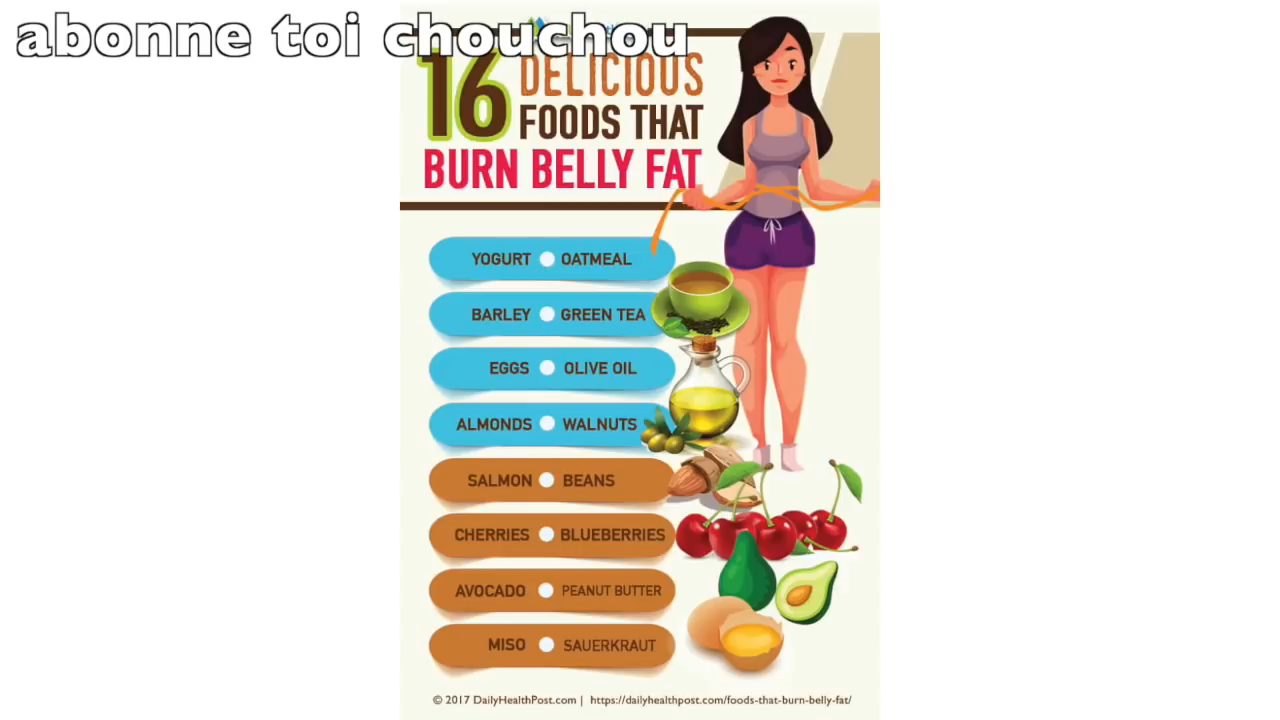 abonne toi chouchou
16 DELICIOUS
FOODS THAT
BURN BELLY FAT
YOGURT OATMEAL
BARLEY GREEN TEA
EGGS OLIVE OIL
ALMONDS WALNUTS
SALMON BEANS
CHERRIES BLUEBERRIES
AVOCADO PEANUT BUTTER
MISO SAUERKRAUT
© 2017 DailyHealthPost.com | https://dailyhealthpost.com/foods-that-burn-belly-fat/